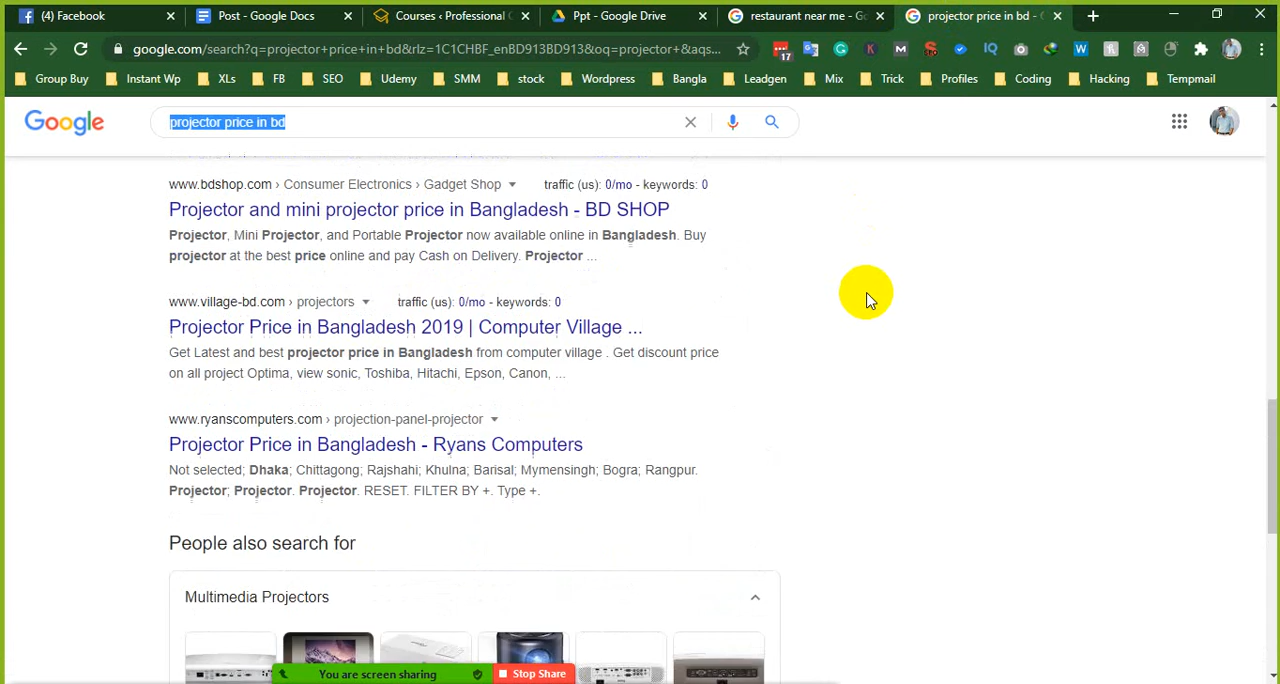 (4) Facebook
Post - Google Docs
Courses ‹ Professional
Ppt - Google Drive
restaurant near me - Go
projector price in bd -
google.com/search?q=projector+price+in+bd&rlz=1C1CHBF_enBD913BD913&oq=projector+&aqs...
17
K
M
SEO
IQ
W
Group Buy
Instant Wp
XLs
FB
SEO
Udemy
SMM
stock
Wordpress
Bangla
Leadgen
Mix
Trick
Profiles
Coding
Hacking
Tempmail
Google
projector price in bd
www.bdshop.com › Consumer Electronics › Gadget Shop
traffic (us): 0/mo - keywords: 0
Projector and mini projector price in Bangladesh - BD SHOP
Projector, Mini Projector, and Portable Projector now available online in Bangladesh. Buy
projector at the best price online and pay Cash on Delivery. Projector ...
www.village-bd.com › projectors
traffic (us): 0/mo - keywords: 0
Projector Price in Bangladesh 2019 | Computer Village ...
Get Latest and best projector price in Bangladesh from computer village . Get discount price
on all project Optima, view sonic, Toshiba, Hitachi, Epson, Canon, ...
www.ryanscomputers.com › projection-panel-projector
Projector Price in Bangladesh - Ryans Computers
Not selected; Dhaka; Chittagong; Rajshahi; Khulna; Barisal; Mymensingh; Bogra; Rangpur.
Projector; Projector. Projector. RESET. FILTER BY +. Type +.
People also search for
Multimedia Projectors
You are screen sharing
Stop Share